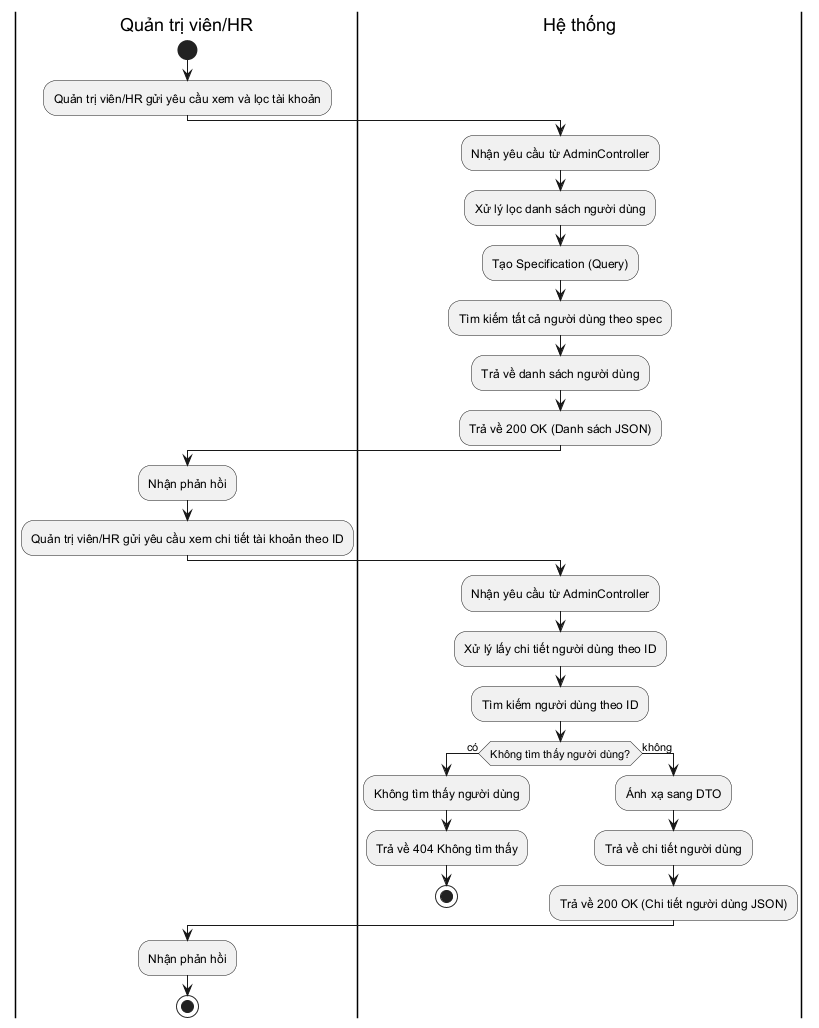 Quản trị viên/HR
Hệ thống
Quản trị viên/HR gửi yêu cầu xem và lọc tài khoản
Nhận yêu cầu từ AdminController
Xử lý lọc danh sách người dùng
Tạo Specification (Query)
Tìm kiếm tất cả người dùng theo spec
Trả về danh sách người dùng
Trả về 200 OK (Danh sách JSON)
Nhận phản hồi
Quản trị viên/HR gửi yêu cầu xem chi tiết tài khoản theo ID
Nhận yêu cầu từ AdminController
Xử lý lấy chi tiết người dùng theo ID
Tìm kiếm người dùng theo ID
có
Không tìm thấy người dùng?
không
Không tìm thấy người dùng
Ánh xạ sang DTO
Trả về 404 Không tìm thấy
Trả về chi tiết người dùng
Trả về 200 OK (Chi tiết người dùng JSON)
Nhận phản hồi